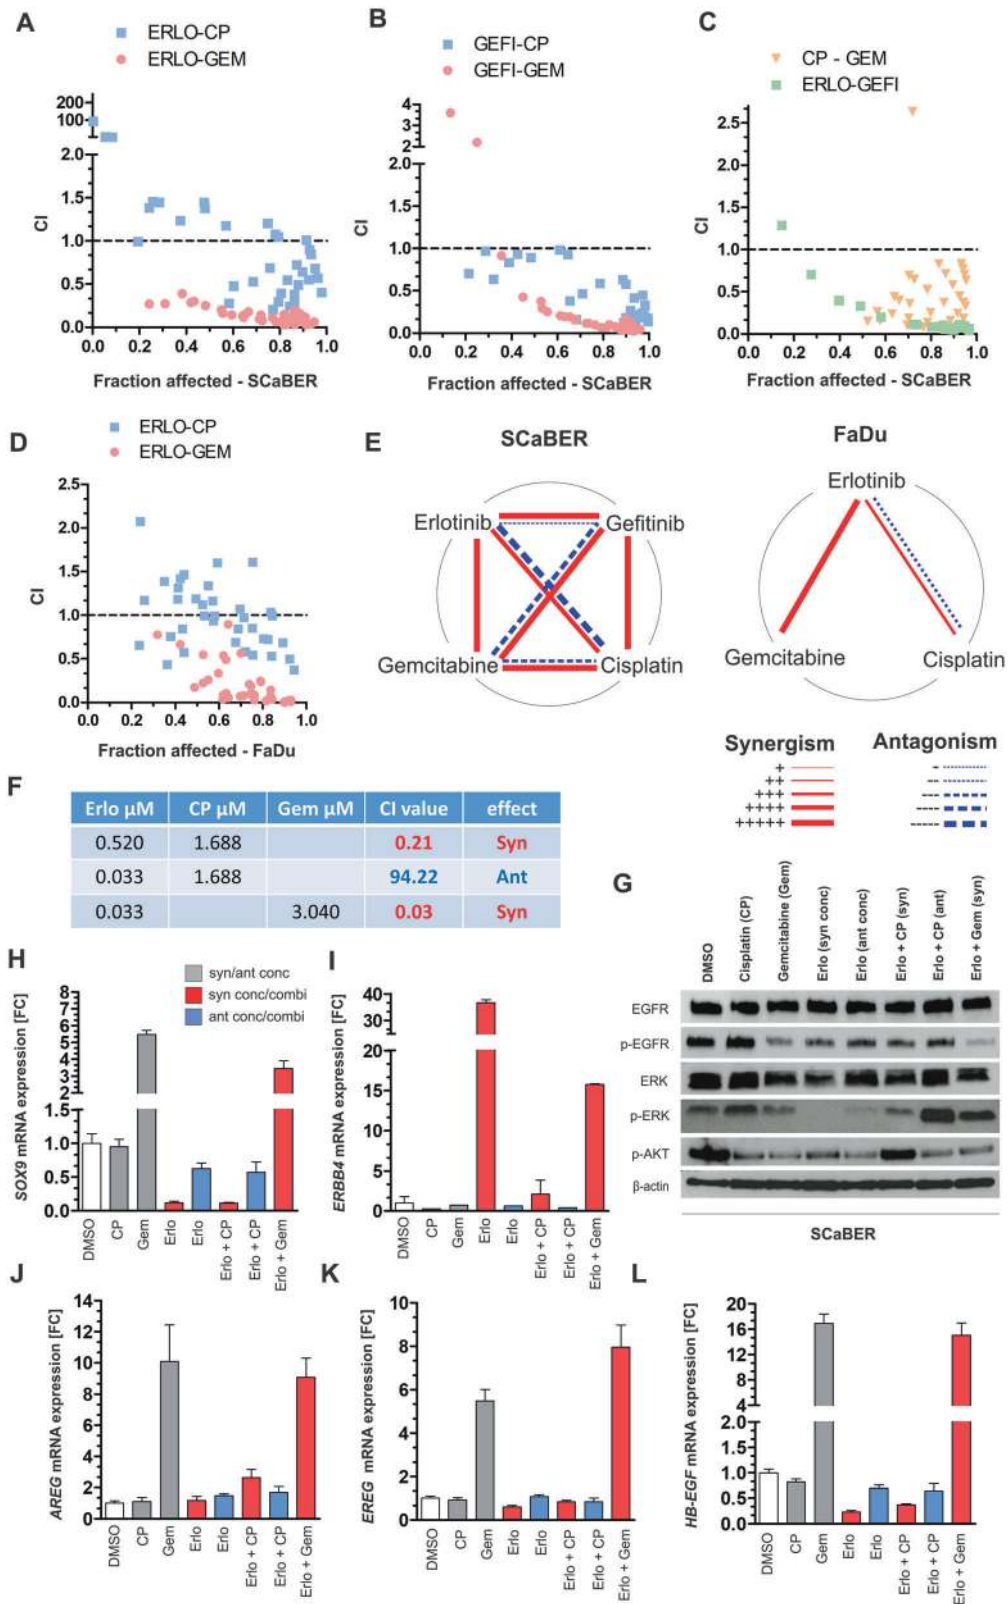 A
ERLO-CP
ERLO-GEM
200
100
2.0
1.5
1.0
0.5
0.0
CI
0.0 0.2 0.4 0.6 0.8 1.0
Fraction affected - SCaBER
B
GEFI-CP
GEFI-GEM
4
3
2
2.0
1.5
1.0
0.5
0.0
CI
0.0 0.2 0.4 0.6 0.8 1.0
Fraction affected - SCaBER
C
CP - GEM
ERLO-GEFI
2.5
2.0
1.5
1.0
0.5
0.0
CI
0.0 0.2 0.4 0.6 0.8 1.0
Fraction affected - SCaBER
D
ERLO-CP
ERLO-GEM
2.5
2.0
1.5
1.0
0.5
0.0
CI
0.0 0.2 0.4 0.6 0.8 1.0
Fraction affected - FaDu
E
SCaBER
Erlotinib Gefitinib
Gemcitabine Cisplatin
FaDu
Erlotinib
Gemcitabine Cisplatin
Synergism
+
++
+++
++++
+++++
Antagonism
-
--
---
----
-----
F
Erlo µM CP µM Gem µM CI value effect
0.520 1.688 0.21 Syn
0.033 1.688 94.22 Ant
0.033 3.040 0.03 Syn
G
DMSO
Cisplatin (CP)
Gemcitabine (Gem)
Erlo (syn conc)
Erlo (ant conc)
Erlo + CP (syn)
Erlo + CP (ant)
Erlo + Gem (syn)
EGFR
p-EGFR
ERK
p-ERK
p-AKT
β-actin
SCaBER
H
syn/ant conc
syn conc/combi
ant conc/combi
SOX9 mRNA expression [FC]
8
7
6
5
4
3
2
1.5
1.0
0.5
0.0
DMSO
CP
Gem
Erlo
Erlo
Erlo + CP
Erlo + CP
Erlo + Gem
I
ERBB4 mRNA expression [FC]
40
30
20
15
10
5
0
DMSO
CP
Gem
Erlo
Erlo
Erlo + CP
Erlo + CP
Erlo + Gem
J
AREG mRNA expression [FC]
14
12
10
8
6
4
2
0
DMSO
CP
Gem
Erlo
Erlo
Erlo + CP
Erlo + CP
Erlo + Gem
K
EREG mRNA expression [FC]
10
8
6
4
2
0
DMSO
CP
Gem
Erlo
Erlo
Erlo + CP
Erlo + CP
Erlo + Gem
L
HB-EGF mRNA expression [FC]
20
16
12
8
4
2.0
1.5
1.0
0.5
0.0
DMSO
CP
Gem
Erlo
Erlo
Erlo + CP
Erlo + CP
Erlo + Gem